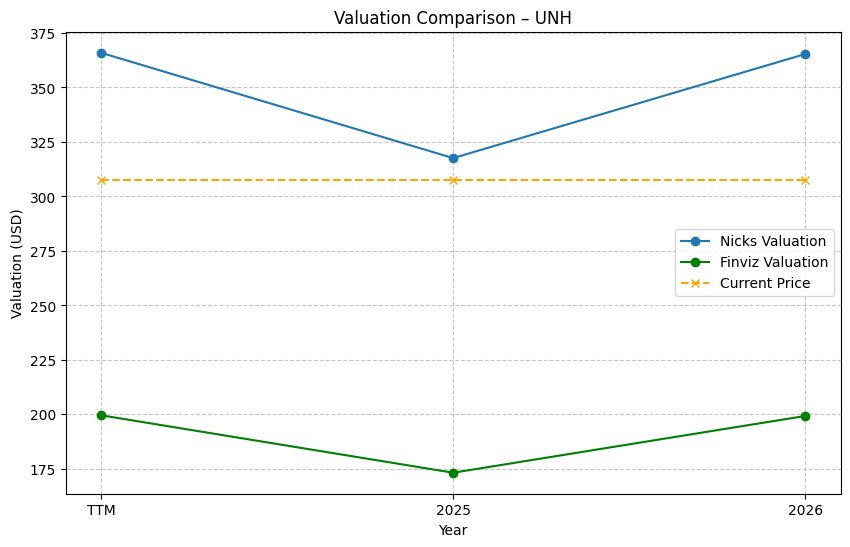 Valuation Comparison – UNH
Valuation (USD)
375
350
325
300
275
250
225
200
175
Nicks Valuation
Finviz Valuation
Current Price
TTM
2025
2026
Year